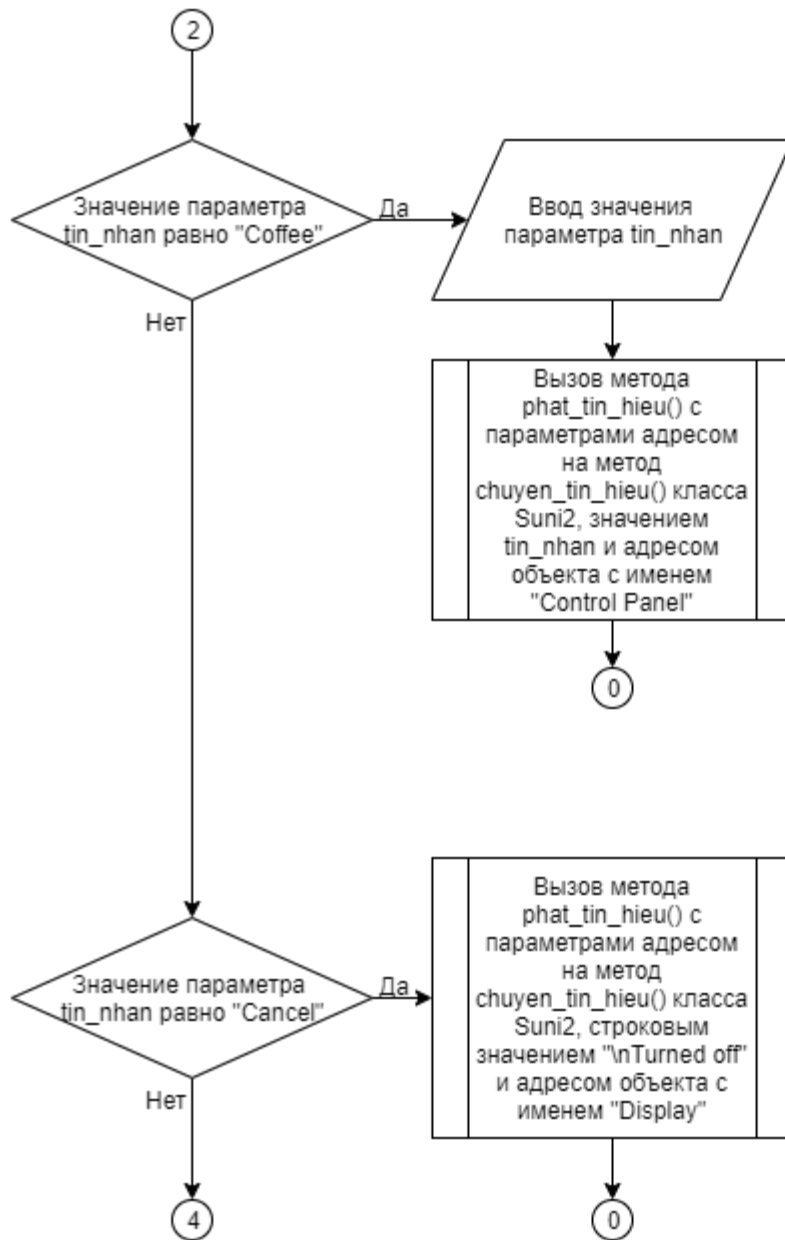 2
Значение параметра
tin_nhan равно "Coffee"
Да
Ввод значения
параметра tin_nhan
Нет
Вызов метода
phat_tin_hieu() с
параметрами адресом
на метод
chuyen_tin_hieu() класса
Suni2, значением
tin_nhan и адресом
объекта с именем
"Control Panel"
0
Значение параметра
tin_nhan равно "Cancel"
Да
Вызов метода
phat_tin_hieu() с
параметрами адресом
на метод
chuyen_tin_hieu() класса
Suni2, строковым
значением "\nTurned off"
и адресом объекта с
именем "Display"
Нет
4
0